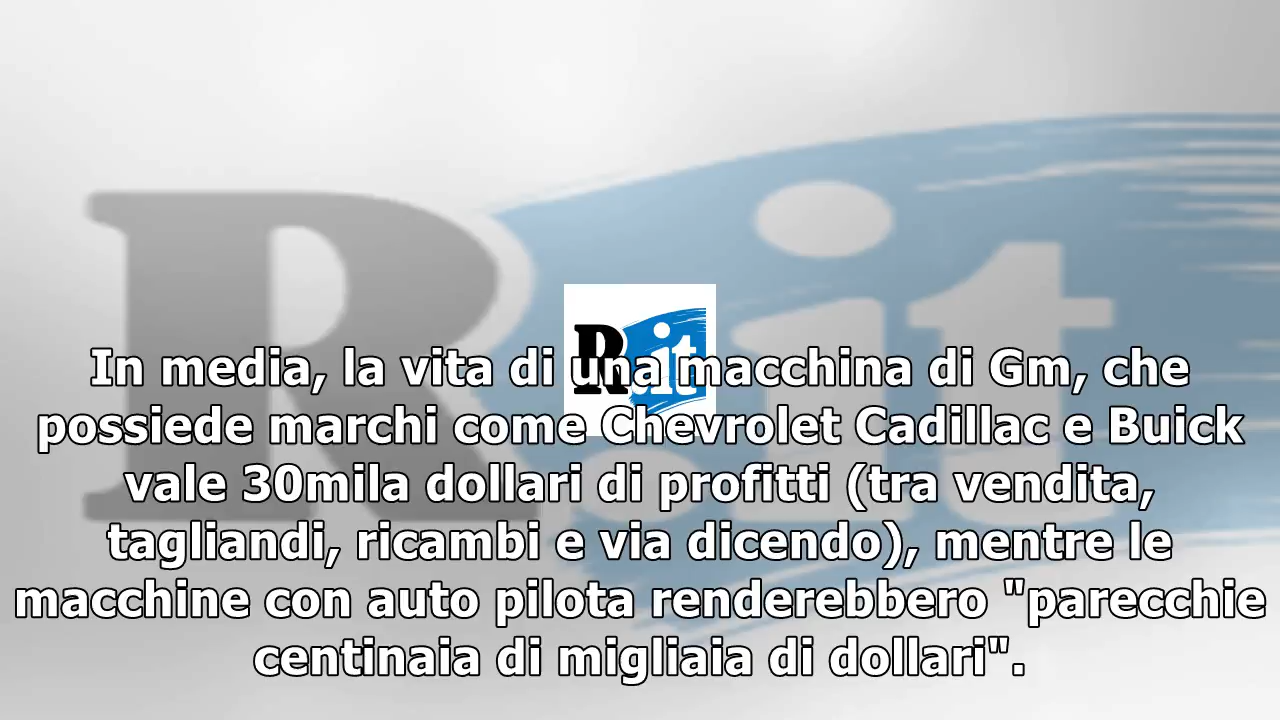 R.it
R.it
In media, la vita di una macchina di Gm, che
possiede marchi come Chevrolet Cadillac e Buick
vale 30mila dollari di profitti (tra vendita,
tagliandi, ricambi e via dicendo), mentre le
macchine con auto pilota renderebbero "parecchie
centinaia di migliaia di dollari".